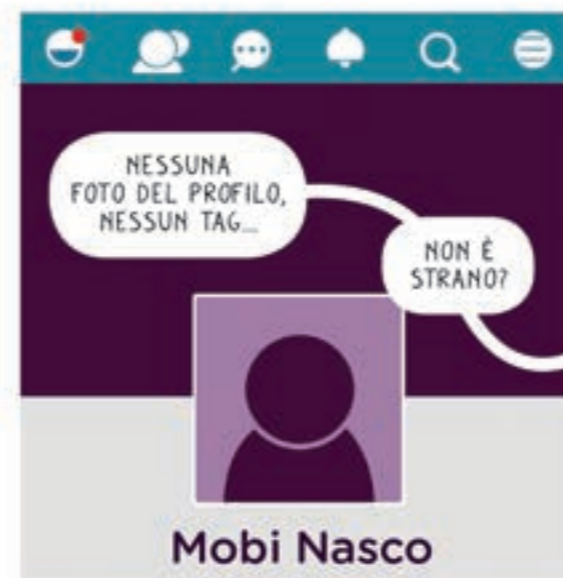 NESSUNA
FOTO DEL PROFILO,
NESSUN TAG...
NON È
STRANO?
Mobi Nasco